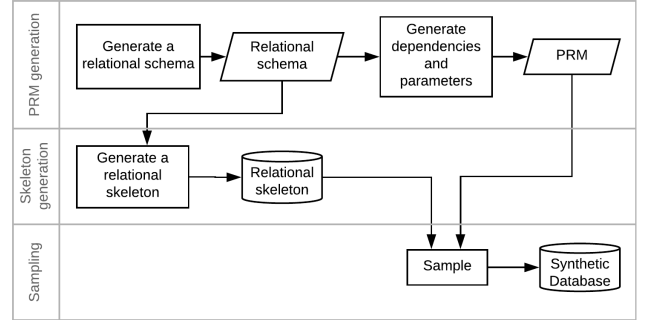 PRM generation
Generate a
relational schema
Relational
schema
Generate
dependencies
and
parameters
PRM
Skeleton
generation
Generate a
relational
skeleton
Relational
skeleton
Sampling
Sample
Synthetic
Database